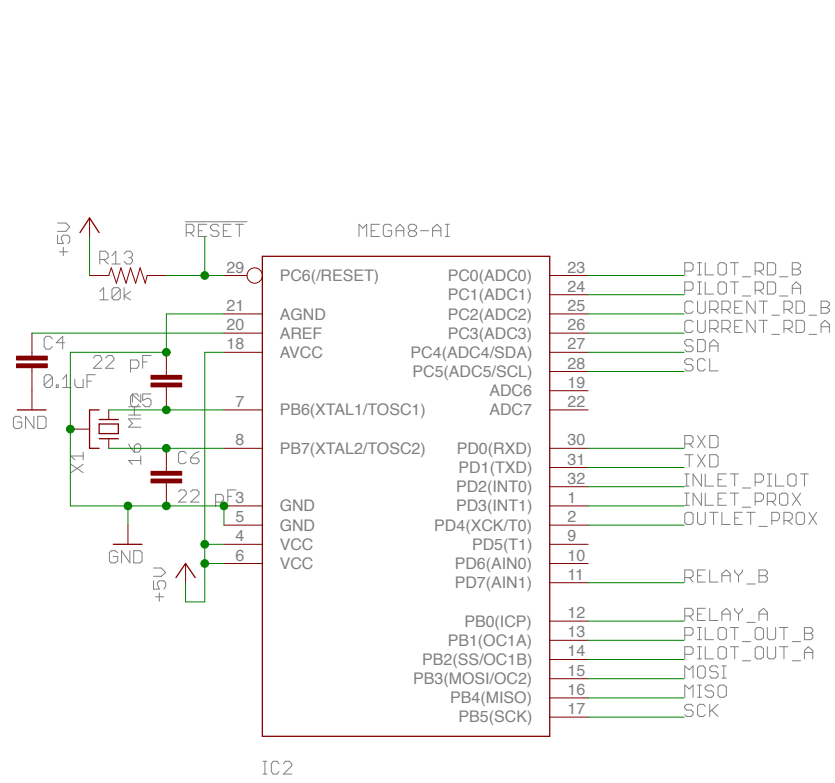 RESET
MEGA8-AI
+5V
R13
10k
29
PC6(/RESET)
21
AGND
20
AREF
18
AVCC
C4
0.1uF
GND
22 pF
C5
7
PB6(XTAL1/TOSC1)
16 MHz
X1
8
PB7(XTAL2/TOSC2)
C6
22 pF
3
GND
5
GND
4
VCC
6
VCC
GND
+5V
PC0(ADC0) 23 PILOT_RD_B
PC1(ADC1) 24 PILOT_RD_A
PC2(ADC2) 25 CURRENT_RD_B
PC3(ADC3) 26 CURRENT_RD_A
PC4(ADC4/SDA) 27 SDA
PC5(ADC5/SCL) 28 SCL
ADC6 19
ADC7 22
PD0(RXD) 30 RXD
PD1(TXD) 31 TXD
PD2(INT0) 32 INLET_PILOT
PD3(INT1) 1 INLET_PROX
PD4(XCK/T0) 2 OUTLET_PROX
PD5(T1) 9
PD6(AIN0) 10
PD7(AIN1) 11 RELAY_B
PB0(ICP) 12 RELAY_A
PB1(OC1A) 13 PILOT_OUT_B
PB2(SS/OC1B) 14 PILOT_OUT_A
PB3(MOSI/OC2) 15 MOSI
PB4(MISO) 16 MISO
PB5(SCK) 17 SCK
IC2